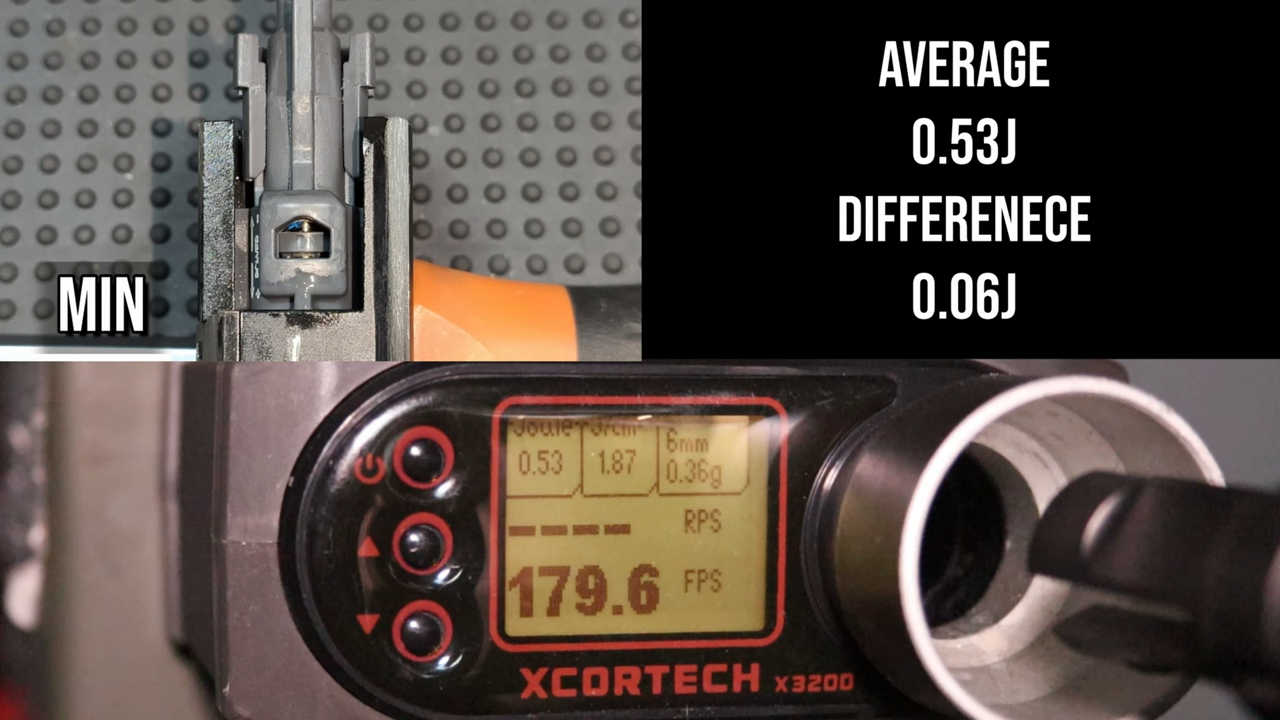 MIN
AVERAGE
0.53J
DIFFERENECE
0.06J
Joule J/cm²
6mm
0.53 1.87 0.36g
RPS
179.6 FPS
XCORTECH X3200